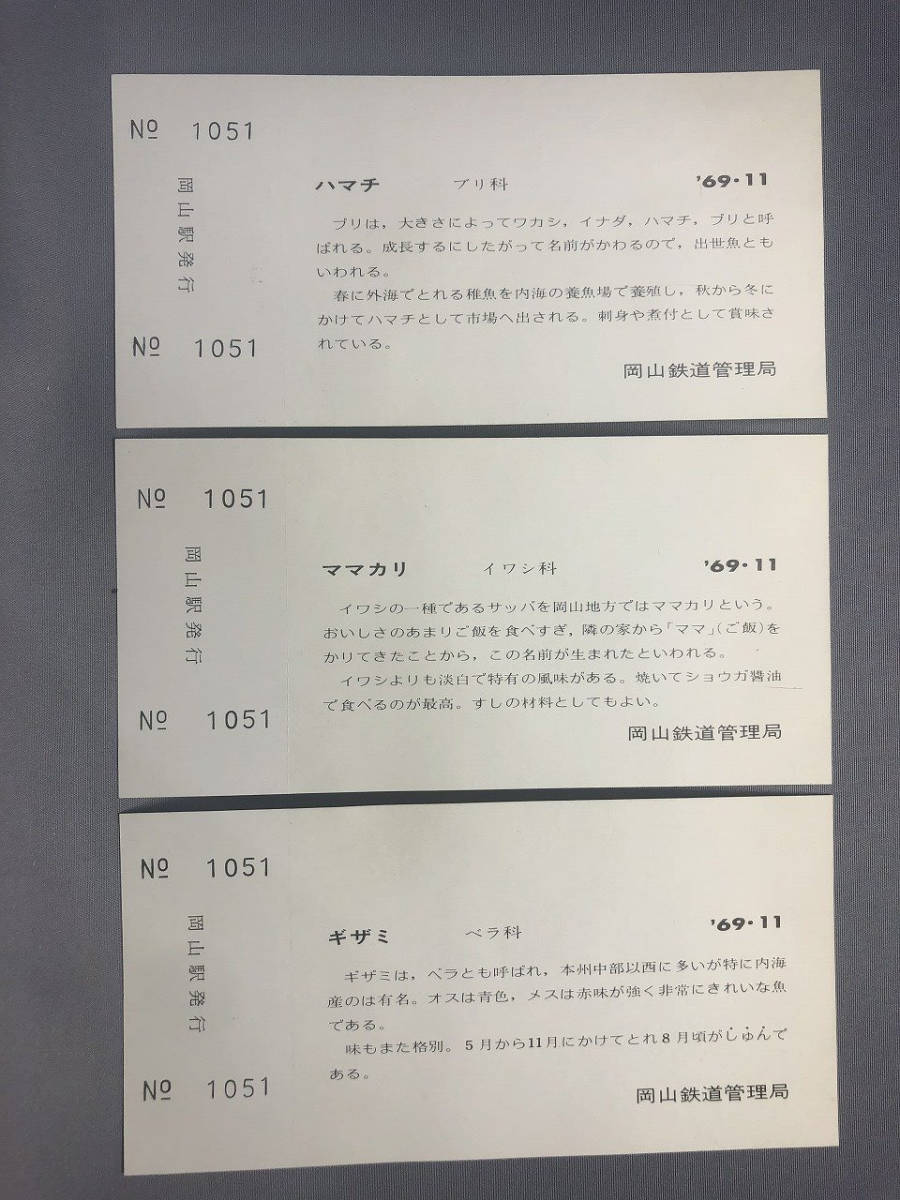 № 1051
岡山駅発行
№ 1051
ハマチ ブリ科 ’69・11
ブリは，大きさによってワカシ，イナダ，ハマチ，ブリと呼
ばれる。成長するにしたがって名前がかわるので，出世魚とも
いわれる。
春に外海でとれる稚魚を内海の養魚場で養殖し，秋から冬に
かけてハマチとして市場へ出される。刺身や煮付として賞味さ
れている。
岡山鉄道管理局
№ 1051
岡山駅発行
№ 1051
ママカリ イワシ科 ’69・11
イワシの一種であるサッパを岡山地方ではママカリという。
おいしさのあまりご飯を食べすぎ，隣の家から「ママ」（ご飯）を
かりてきたことから，この名前が生まれたといわれる。
イワシよりも淡白で特有の風味がある。焼いてショウガ醬油
で食べるのが最高。すしの材料としてもよい。
岡山鉄道管理局
№ 1051
岡山駅発行
№ 1051
ギザミ ベラ科 ’69・11
ギザミは，ベラとも呼ばれ，本州中部以西に多いが特に内海
産のは有名。オスは青色，メスは赤味が強く非常にきれいな魚
である。
味もまた格別。5月から11月にかけてとれ8月頃がしゅんで
ある。
岡山鉄道管理局